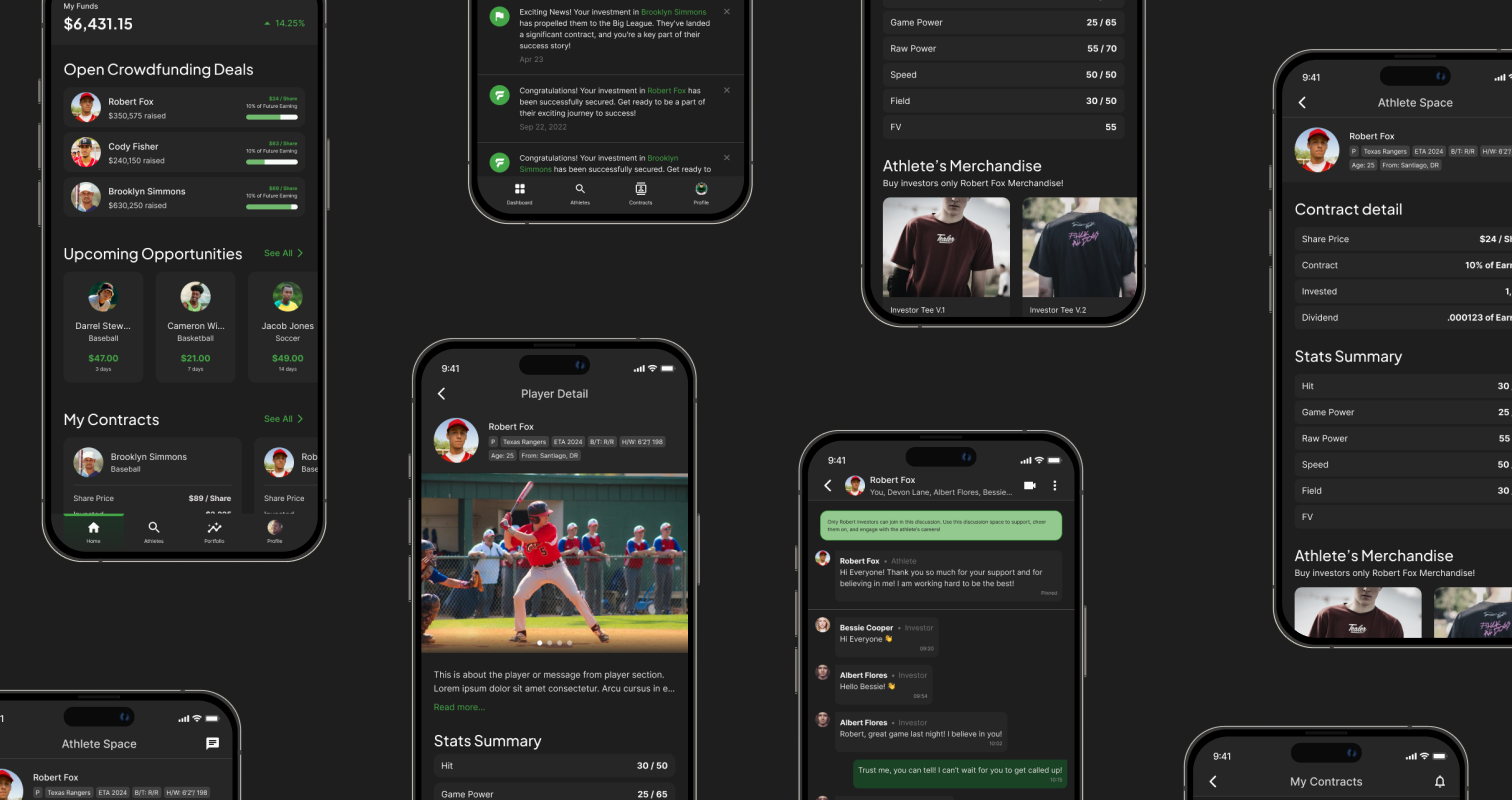 My Funds
$6,431.15
14.25%
Open Crowdfunding Deals
Robert Fox
$350,575 raised
$24 / Share
10% of Future Earning
Cody Fisher
$240,150 raised
$63 / Share
10% of Future Earning
Brooklyn Simmons
$630,250 raised
$89 / Share
10% of Future Earning
Upcoming Opportunities
See All
Darrel Stew...
Baseball
$47.00
3 days
Cameron Wi...
Basketball
$21.00
7 days
Jacob Jones
Soccer
$49.00
14 days
My Contracts
See All
Brooklyn Simmons
Baseball
Share Price
$89 / Share
Rob
Base
Share Price
Home
Athletes
Portfolio
Profile
Athlete Space
Robert Fox
P
Texas Rangers
ETA 2024
B/T: R/R
H/W: 6'2'/ 198
Exciting News! Your investment in Brooklyn Simmons
has propelled them to the Big League. They've landed
a significant contract, and you're a key part of their
success story!
Apr 23
Congratulations! Your investment in Robert Fox has
been successfully secured. Get ready to be a part of
their exciting journey to success!
Sep 22, 2022
Congratulations! Your investment in Brooklyn
Simmons has been successfully secured. Get ready to
Dashboard
Athletes
Contracts
Profile
9:41
Player Detail
Robert Fox
P
Texas Rangers
ETA 2024
B/T: R/R
H/W: 6'2'/ 198
Age: 25
From: Santiago, DR
This is about the player or message from player section.
Lorem ipsum dolor sit amet consectetur. Arcu cursus in e...
Read more...
Stats Summary
Hit
30 / 50
Game Power
25 / 65
Game Power
25 / 65
Raw Power
55 / 70
Speed
50 / 50
Field
30 / 50
FV
55
Athlete's Merchandise
Buy investors only Robert Fox Merchandise!
Investor Tee V.1
Investor Tee V.2
9:41
Robert Fox
You, Devon Lane, Albert Flores, Bessie...
Only Robert Investors can join in this discussion. Use this discussion space to support, cheer
them on, and engage with the athlete's camera!
Robert Fox • Athlete
Hi Everyone! Thank you so much for your support and for
believing in me! I am working hard to be the best!
Pinned
Bessie Cooper • Investor
Hi Everyone 👋
09:20
Albert Flores • Investor
Hello Bessie! 👋
09:54
Albert Flores • Investor
Robert, great game last night! I believe in you!
10:02
Trust me, you can tell! I can't wait for you to get called up!
10:15
9:41
Athlete Space
Robert Fox
P
Texas Rangers
ETA 2024
B/T: R/R
H/W: 6'2'/
Age: 25
From: Santiago, DR
Contract detail
Share Price
$24 / Sh
Contract
10% of Earn
Invested
1,
Dividend
.000123 of Earn
Stats Summary
Hit
30
Game Power
25
Raw Power
55
Speed
50
Field
30
FV
Athlete's Merchandise
Buy investors only Robert Fox Merchandise!
9:41
My Contracts